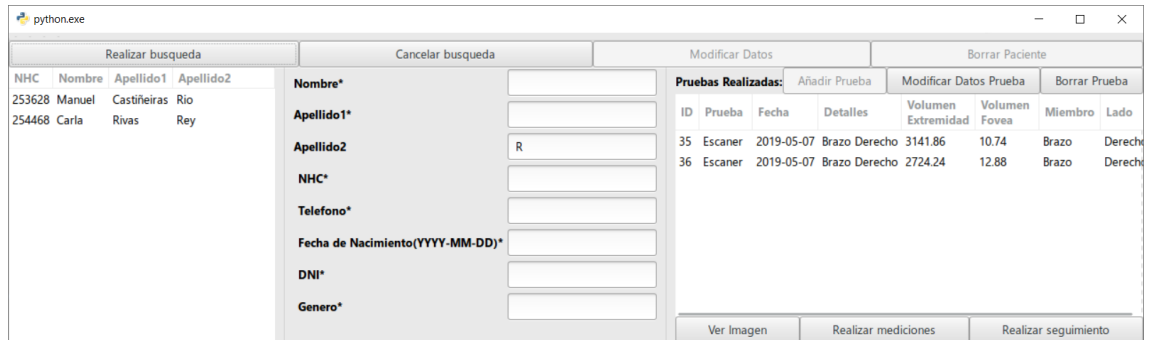 python.exe
Realizar busqueda Cancelar busqueda Modificar Datos Borrar Paciente
NHC Nombre Apellido1 Apellido2
253628 Manuel Castiñeiras Rio
254468 Carla Rivas Rey
Nombre*
Apellido1*
Apellido2 R
NHC*
Telefono*
Fecha de Nacimiento(YYYY-MM-DD)*
DNI*
Genero*
Pruebas Realizadas: Añadir Prueba Modificar Datos Prueba Borrar Prueba
ID Prueba Fecha Detalles Volumen Extremidad Volumen Fovea Miembro Lado
35 Escaner 2019-05-07 Brazo Derecho 3141.86 10.74 Brazo Derecho
36 Escaner 2019-05-07 Brazo Derecho 2724.24 12.88 Brazo Derecho
Ver Imagen Realizar mediciones Realizar seguimiento